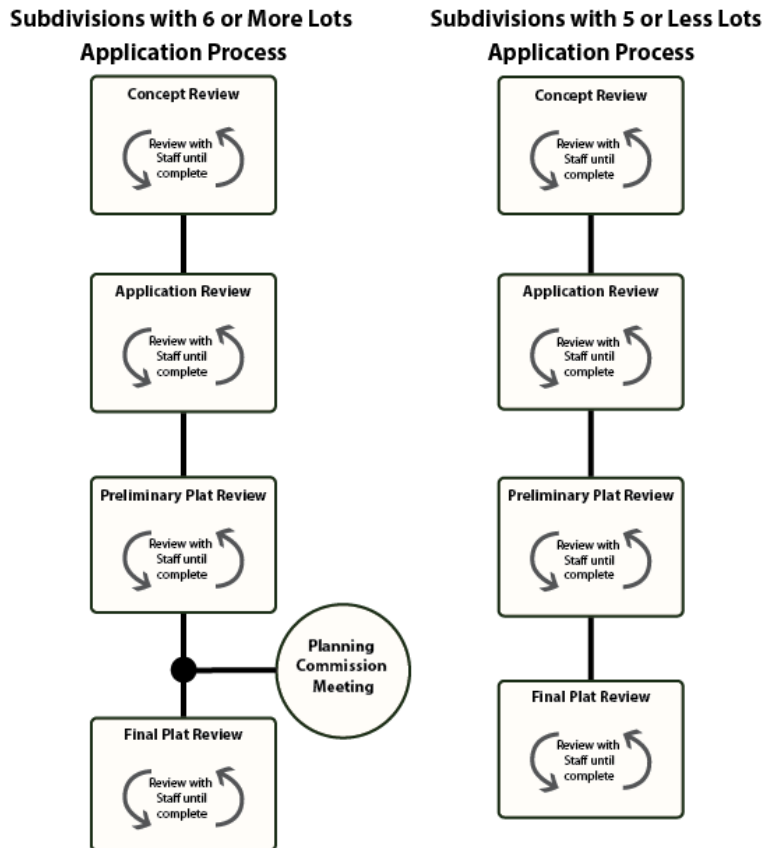 Subdivisions with 6 or More Lots
Application Process
Concept Review
Review with
Staff until
complete
Application Review
Review with
Staff until
complete
Preliminary Plat Review
Review with
Staff until
complete
Planning
Commission
Meeting
Final Plat Review
Review with
Staff until
complete
Subdivisions with 5 or Less Lots
Application Process
Concept Review
Review with
Staff until
complete
Application Review
Review with
Staff until
complete
Preliminary Plat Review
Review with
Staff until
complete
Final Plat Review
Review with
Staff until
complete